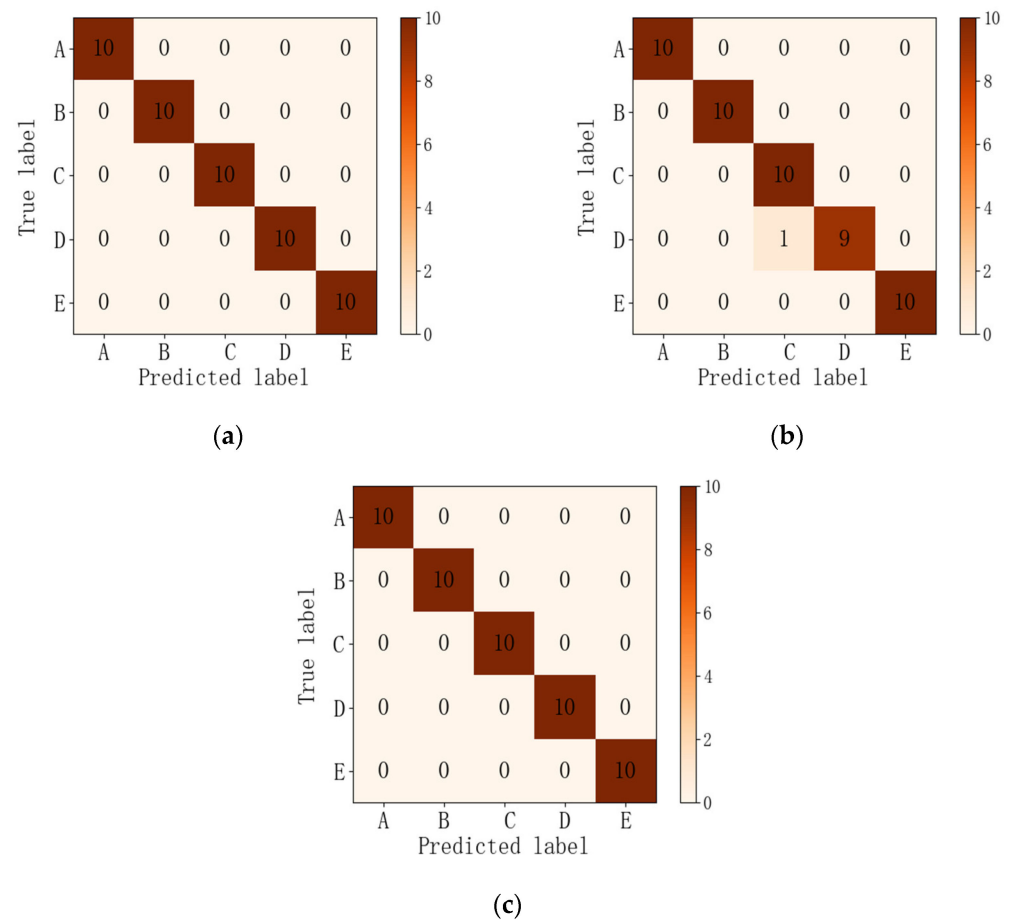 A 10 0 0 0 0
B 0 10 0 0 0
C 0 0 10 0 0
D 0 0 0 10 0
E 0 0 0 0 10
A B C D E
Predicted label
True label
10
8
6
4
2
0
(a)
A 10 0 0 0 0
B 0 10 0 0 0
C 0 0 10 0 0
D 0 0 1 9 0
E 0 0 0 0 10
A B C D E
Predicted label
True label
10
8
6
4
2
0
(b)
A 10 0 0 0 0
B 0 10 0 0 0
C 0 0 10 0 0
D 0 0 0 10 0
E 0 0 0 0 10
A B C D E
Predicted label
True label
10
8
6
4
2
0
(c)